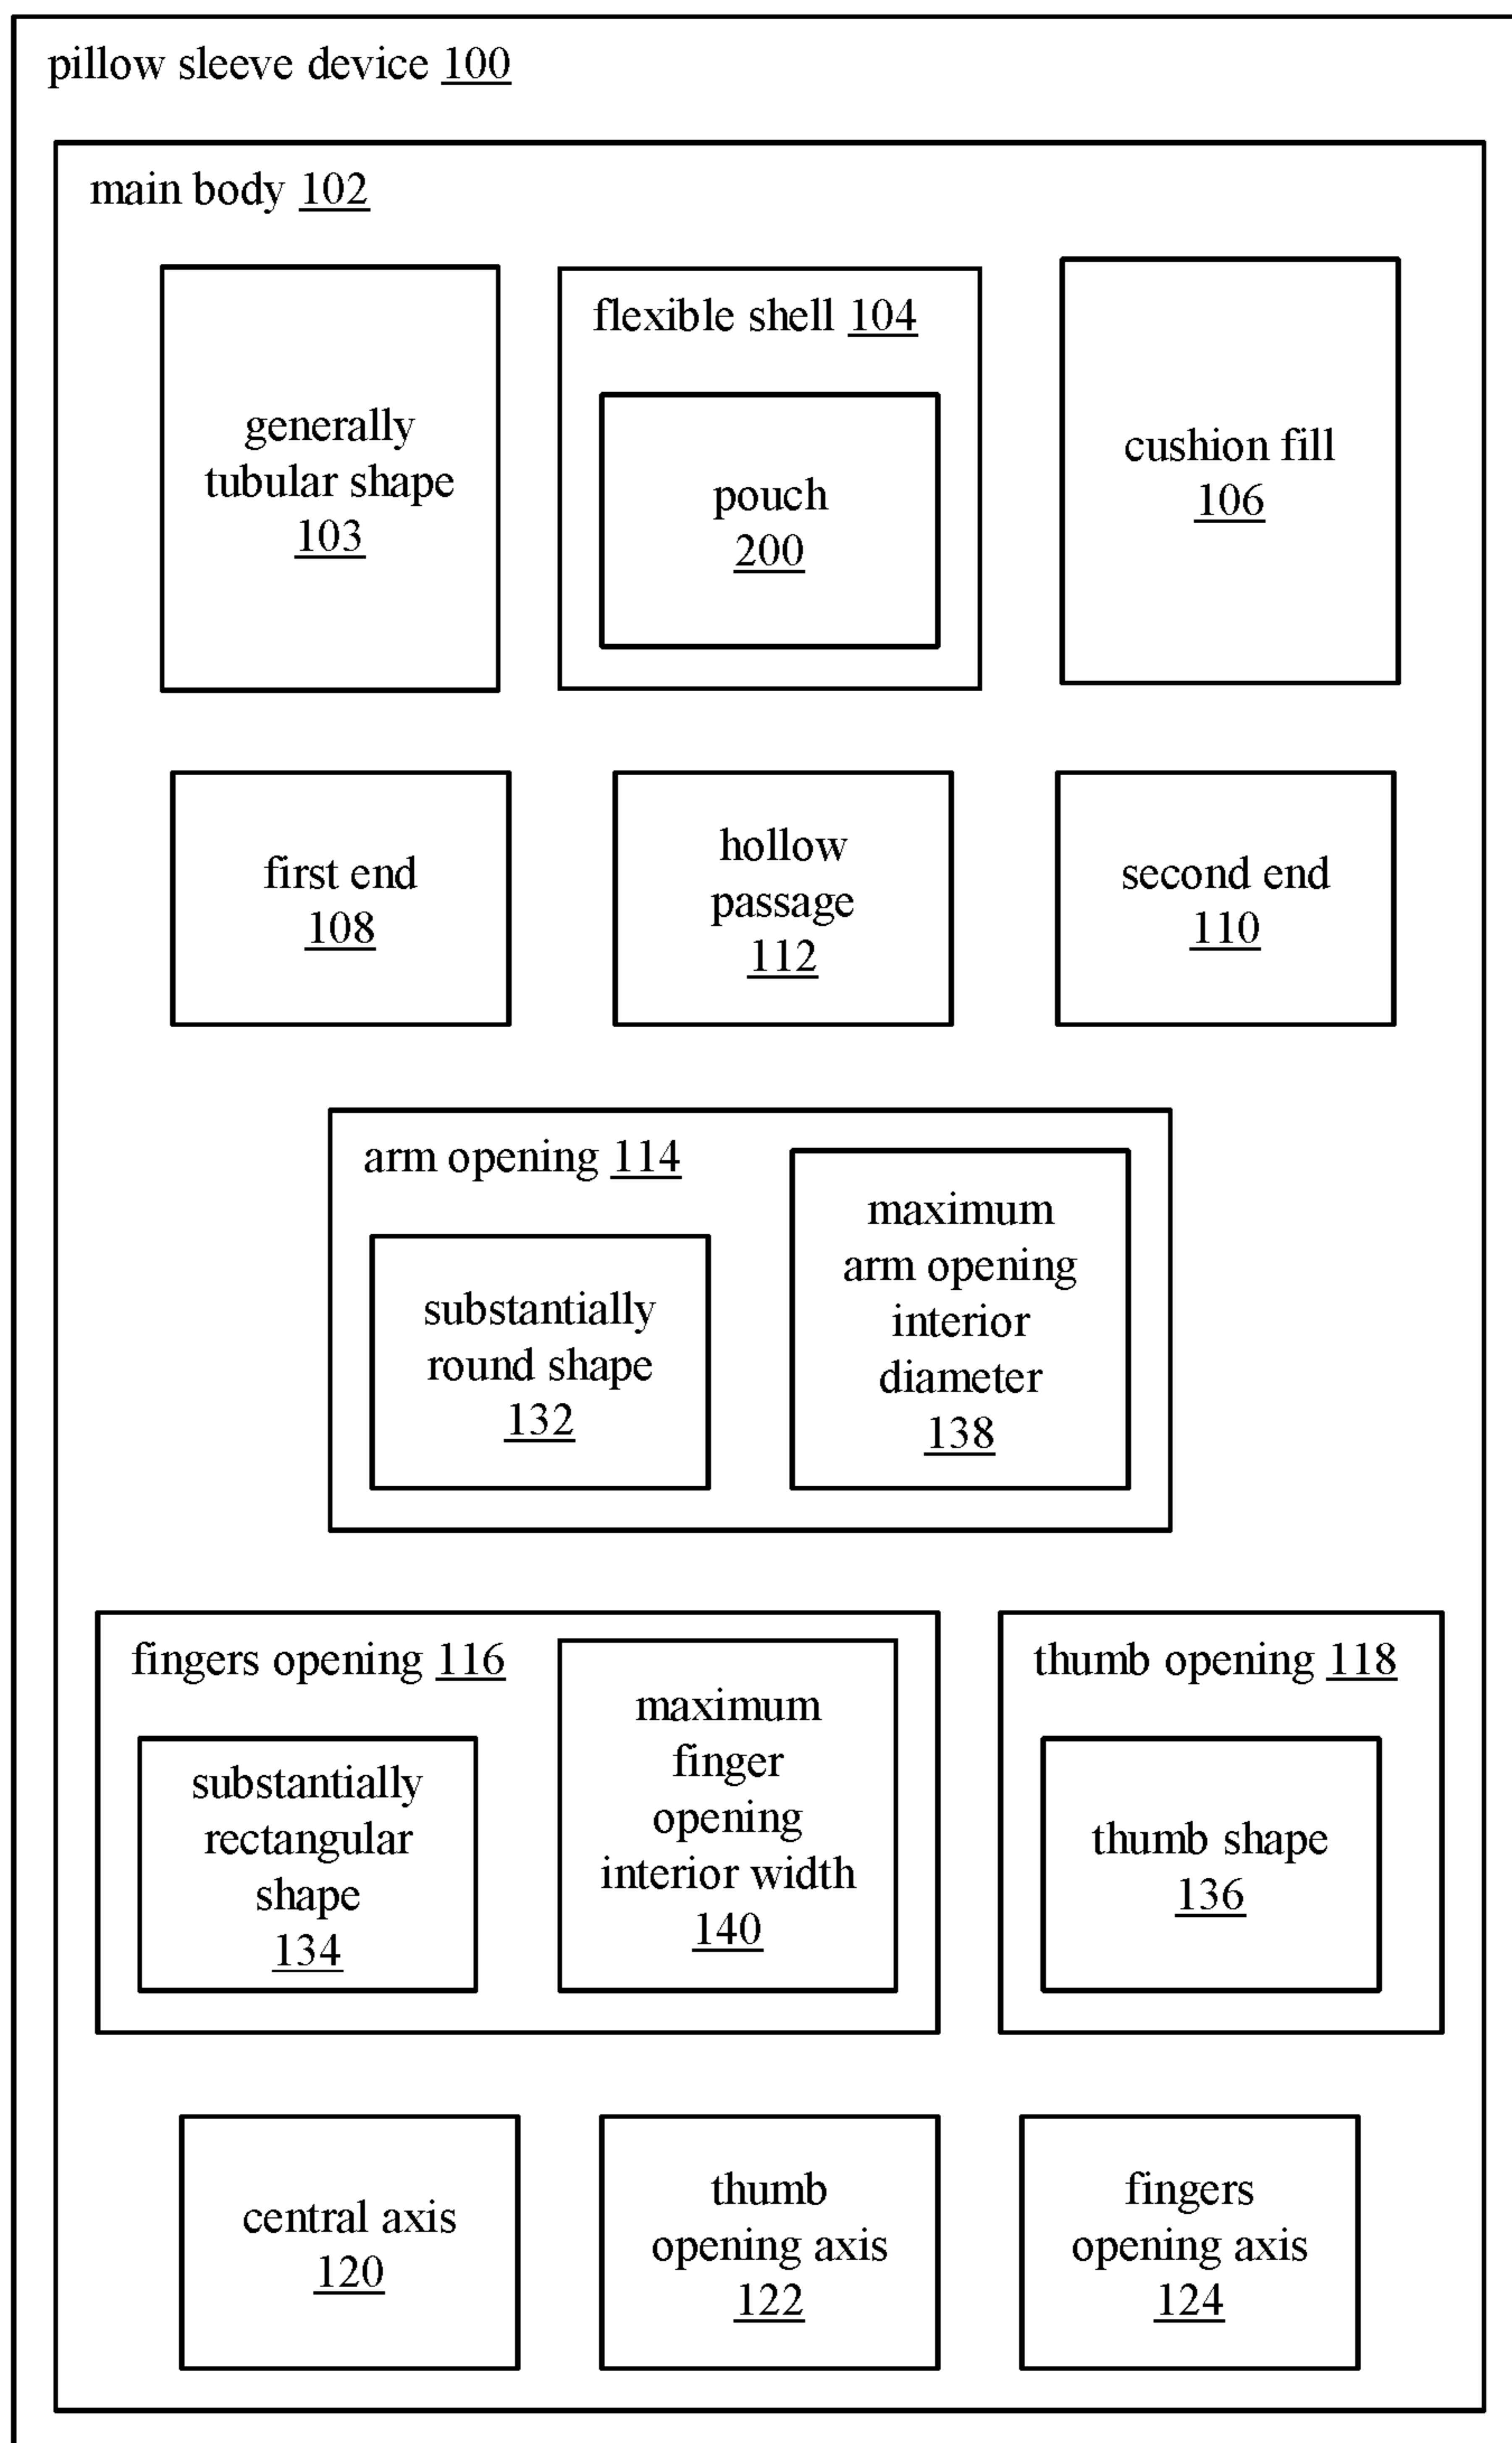 pillow sleeve device 100
main body 102
generally
tubular shape
103
flexible shell 104
pouch
200
cushion fill
106
first end
108
hollow
passage
112
second end
110
arm opening 114
substantially
round shape
132
maximum
arm opening
interior
diameter
138
fingers opening 116
substantially
rectangular
shape
134
maximum
finger
opening
interior width
140
thumb opening 118
thumb shape
136
central axis
120
thumb
opening axis
122
fingers
opening axis
124